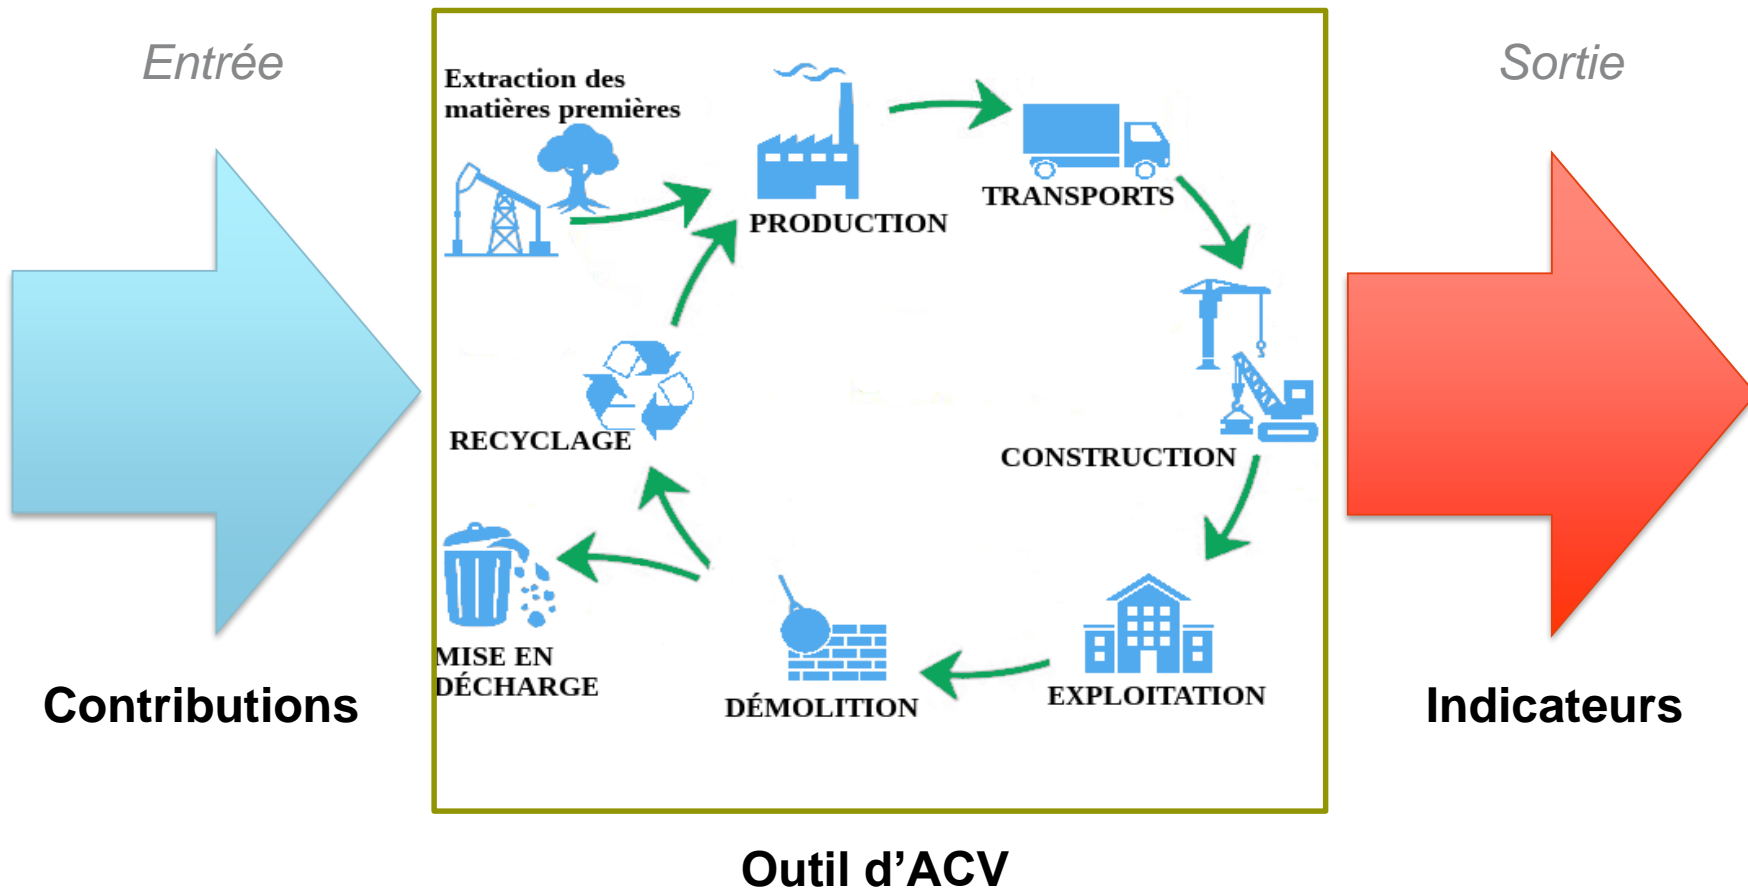 Entrée
Sortie
Extraction des
matières premières
TRANSPORTS
PRODUCTION
RECYCLAGE
CONSTRUCTION
MISE EN
DÉCHARGE
DÉMOLITION
EXPLOITATION
Contributions
Indicateurs
Outil d’ACV